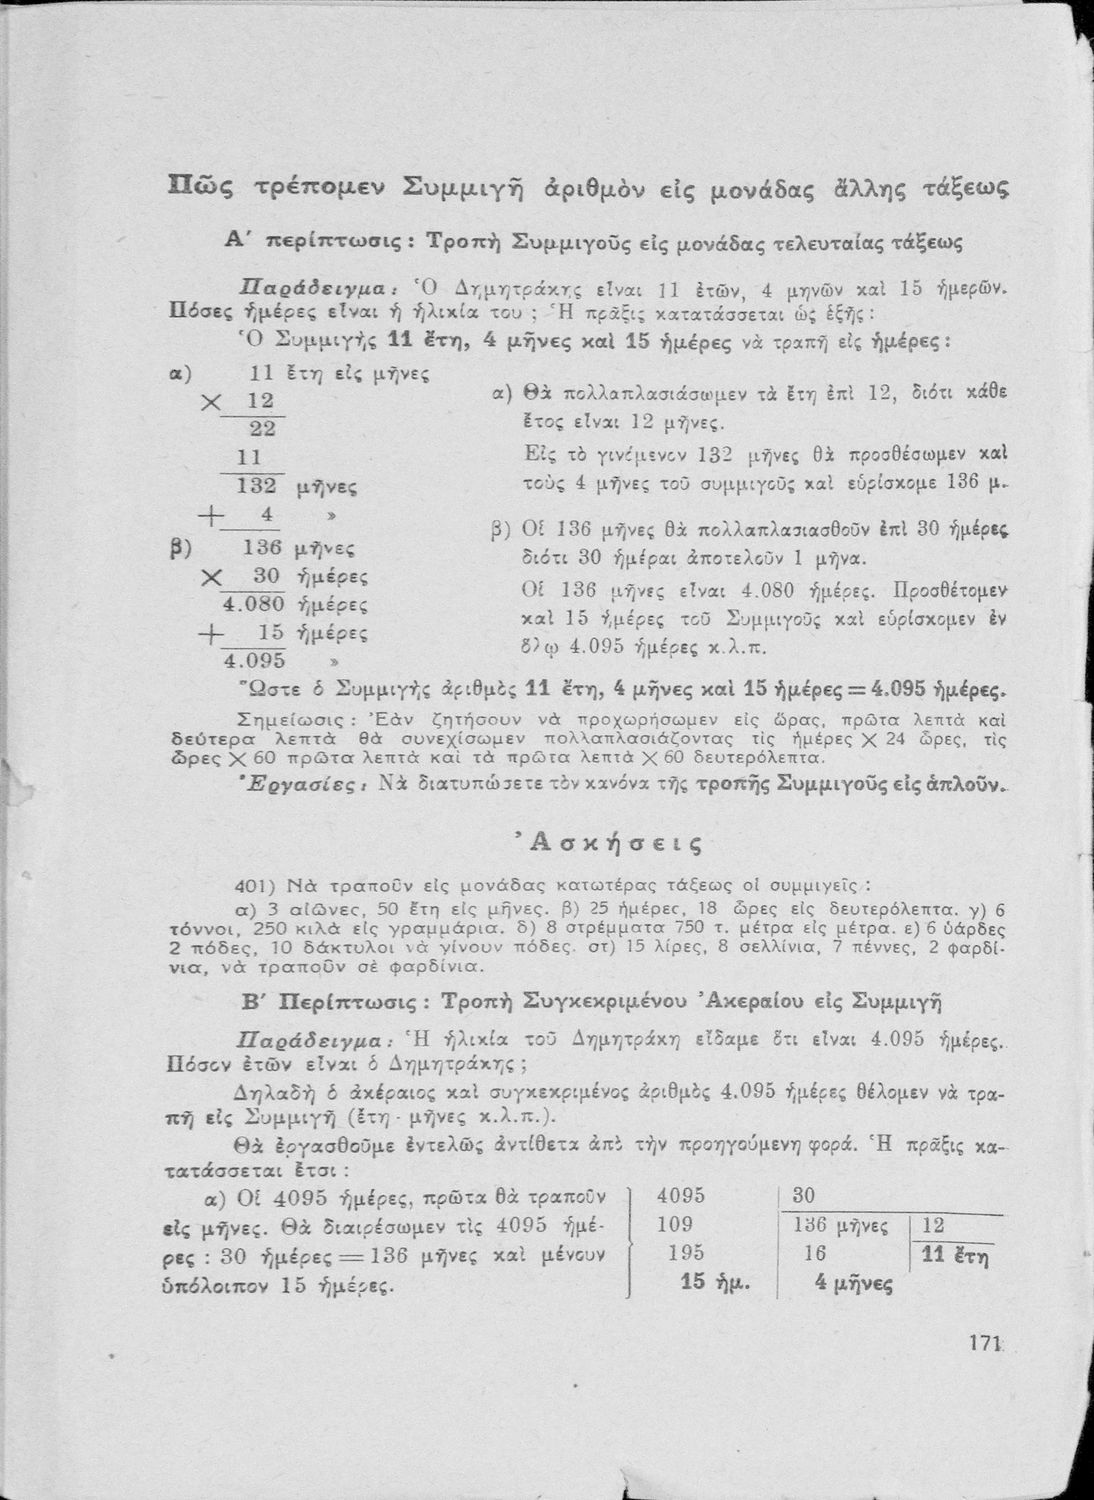 Πῶς τρέπομεν Συμμιγῆ ἀριθμὸν εἰς μονάδας ἄλλης τάξεως
Α΄ περίπτωσις : Τροπὴ Συμμιγοῦς εἰς μονάδας τελευταίας τάξεως
Παράδειγμα : Ὁ Δημητράκης εἶναι 11 ἐτῶν, 4 μηνῶν καὶ 15 ἡμερῶν.
Πόσες ἡμέρες εἶναι ἡ ἡλικία του ; Ἡ πρᾶξις κατατάσσεται ὡς ἑξῆς :
Ὁ Συμμιγὴς 11 ἔτη, 4 μῆνες καὶ 15 ἡμέρες νὰ τραπῆ εἰς ἡμέρες :
α) 11 ἔτη εἰς μῆνες
× 12
22
11
132 μῆνες
+ 4 »
β) 136 μῆνες
× 30 ἡμέρες
4.080 ἡμέρες
+ 15 ἡμέρες
4.095 »
α) Θὰ πολλαπλασιάσωμεν τὰ ἔτη ἐπὶ 12, διότι κάθε
ἔτος εἶναι 12 μῆνες.
Εἰς τὸ γινόμενον 132 μῆνες θὰ προσθέσωμεν καὶ
τοὺς 4 μῆνες τοῦ συμμιγοῦς καὶ εὑρίσκομε 136 μ.
β) Οἱ 136 μῆνες θὰ πολλαπλασιασθοῦν ἐπὶ 30 ἡμέρες
διότι 30 ἡμέραι ἀποτελοῦν 1 μῆνα.
Οἱ 136 μῆνες εἶναι 4.080 ἡμέρες. Προσθέτομεν
καὶ 15 ἡμέρες τοῦ Συμμιγοῦς καὶ εὑρίσκομεν ἐν
ὅλῳ 4.095 ἡμέρες κ.λ.π.
Ὥστε ὁ Συμμιγὴς ἀριθμὸς 11 ἔτη, 4 μῆνες καὶ 15 ἡμέρες = 4.095 ἡμέρες.
Σημείωσις : Ἐὰν ζητήσουν νὰ προχωρήσωμεν εἰς ὥρας, πρῶτα λεπτὰ καὶ
δεύτερα λεπτὰ θὰ συνεχίσωμεν πολλαπλασιάζοντας τὶς ἡμέρες × 24 ὧρες, τὶς
ὧρες × 60 πρῶτα λεπτὰ καὶ τὰ πρῶτα λεπτὰ × 60 δευτερόλεπτα.
Ἐργασίες : Νὰ διατυπώσετε τὸν κανόνα τῆς τροπῆς Συμμιγοῦς εἰς ἁπλοῦν.
Ἀσκήσεις
401) Νὰ τραποῦν εἰς μονάδας κατωτέρας τάξεως οἱ συμμιγεῖς :
α) 3 αἰῶνες, 50 ἔτη εἰς μῆνες. β) 25 ἡμέρες, 18 ὧρες εἰς δευτερόλεπτα. γ) 6
τόννοι, 250 κιλὰ εἰς γραμμάρια. δ) 8 στρέμματα 750 τ. μέτρα εἰς μέτρα. ε) 6 ὑάρδες
2 πόδες, 10 δάκτυλοι νὰ γίνουν πόδες. στ) 15 λίρες, 8 σελλίνια, 7 πέννες, 2 φαρδί-
νια, νὰ τραποῦν σὲ φαρδίνια.
Β΄ Περίπτωσις : Τροπὴ Συγκεκριμένου Ἀκεραίου εἰς Συμμιγῆ
Παράδειγμα : Ἡ ἡλικία τοῦ Δημητράκη εἴδαμε ὅτι εἶναι 4.095 ἡμέρες.
Πόσον ἐτῶν εἶναι ὁ Δημητράκης ;
Δηλαδὴ ὁ ἀκέραιος καὶ συγκεκριμένος ἀριθμὸς 4.095 ἡμέρες θέλομεν νὰ τρα-
πῆ εἰς Συμμιγῆ (ἔτη - μῆνες κ.λ.π.).
Θὰ ἐργασθοῦμε ἐντελῶς ἀντίθετα ἀπὸ τὴν προηγούμενη φορά. Ἡ πρᾶξις κα-
τατάσσεται ἔτσι :
α) Οἱ 4095 ἡμέρες, πρῶτα θὰ τραποῦν
εἰς μῆνες. Θὰ διαιρέσωμεν τὶς 4095 ἡμέ-
ρες : 30 ἡμέρες = 136 μῆνες καὶ μένουν
ὑπόλοιπον 15 ἡμέρες.
4095 30
109 136 μῆνες 12
195 16 11 ἔτη
15 ἡμ. 4 μῆνες
171